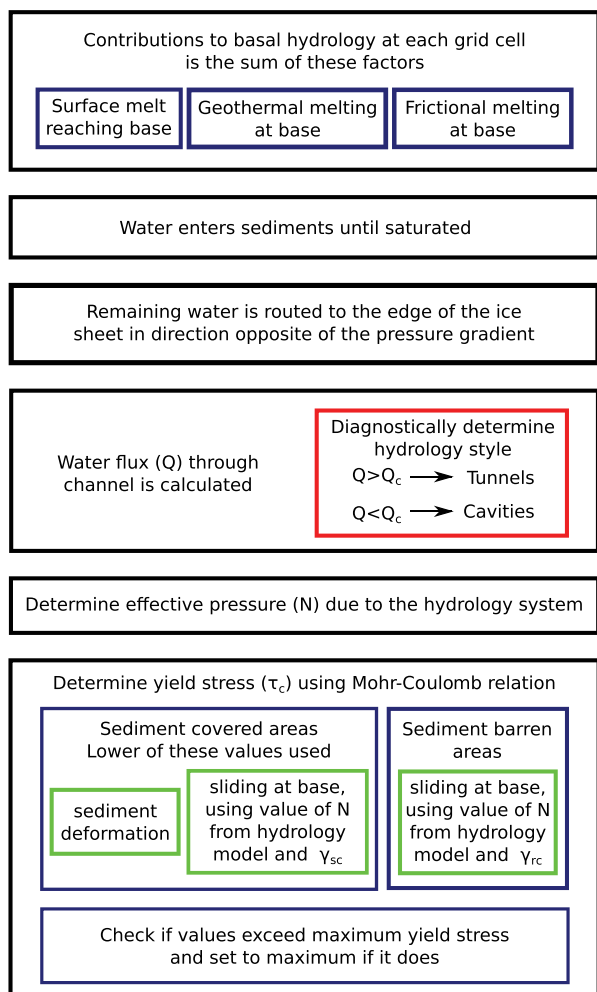 Contributions to basal hydrology at each grid cell
is the sum of these factors
Surface melt
reaching base
Geothermal melting
at base
Frictional melting
at base
Water enters sediments until saturated
Remaining water is routed to the edge of the ice
sheet in direction opposite of the pressure gradient
Water flux (Q) through
channel is calculated
Diagnostically determine
hydrology style
Q>Qc → Tunnels
Q<Qc → Cavities
Determine effective pressure (N) due to the hydrology system
Determine yield stress (τc) using Mohr-Coulomb relation
Sediment covered areas
Lower of these values used
sediment
deformation
sliding at base,
using value of N
from hydrology
model and γsc
Sediment barren
areas
sliding at base,
using value of N
from hydrology
model and γrc
Check if values exceed maximum yield stress
and set to maximum if it does